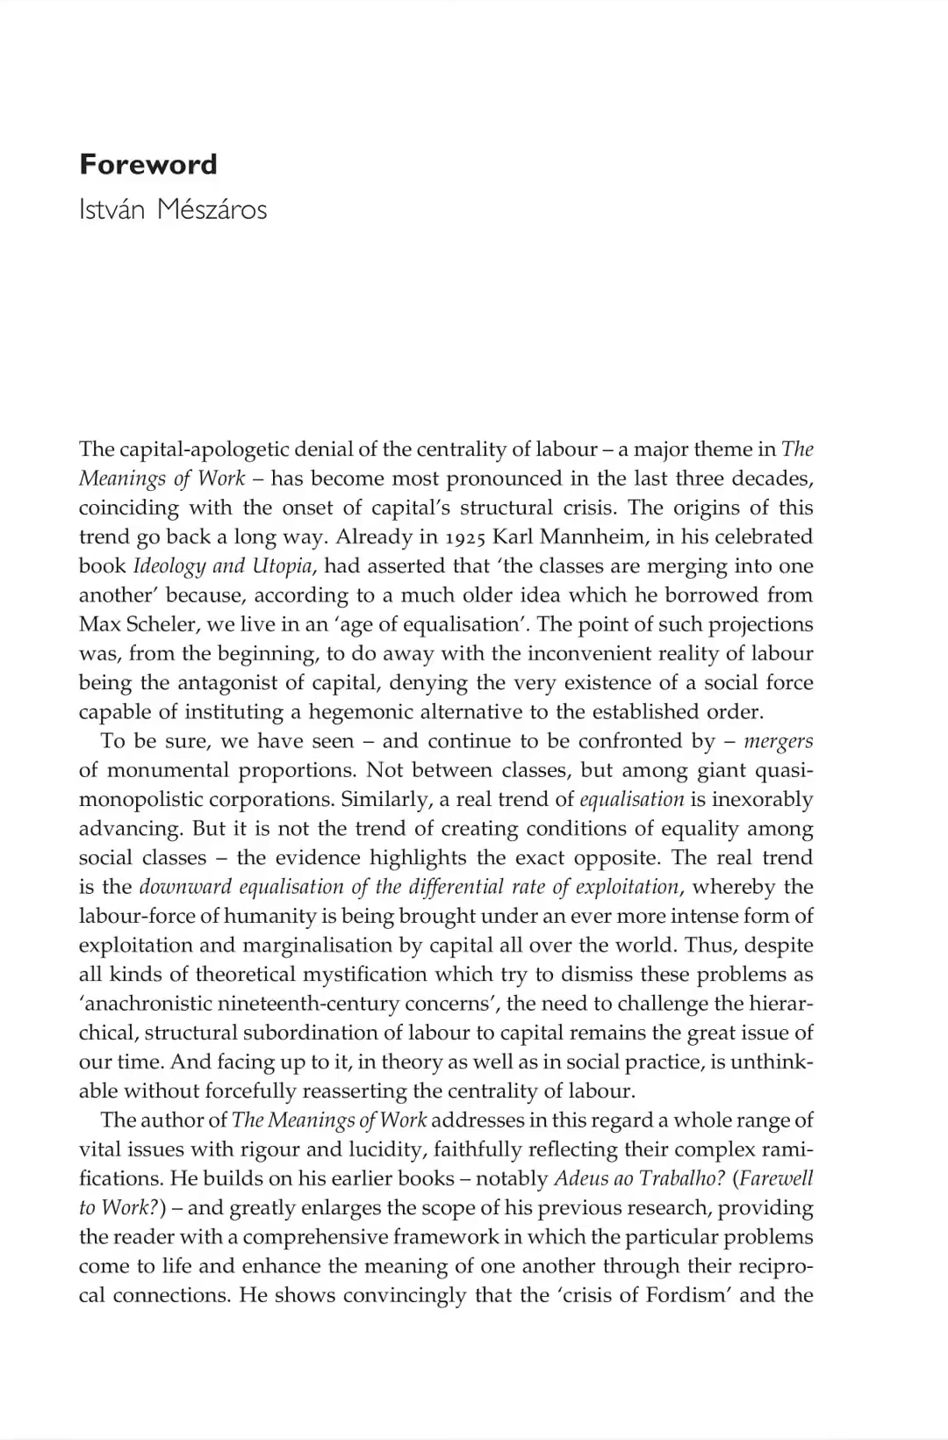 Foreword
István Mészáros
The capital-apologetic denial of the centrality of labour – a major theme in The
Meanings of Work – has become most pronounced in the last three decades,
coinciding with the onset of capital’s structural crisis. The origins of this
trend go back a long way. Already in 1925 Karl Mannheim, in his celebrated
book Ideology and Utopia, had asserted that ‘the classes are merging into one
another’ because, according to a much older idea which he borrowed from
Max Scheler, we live in an ‘age of equalisation’. The point of such projections
was, from the beginning, to do away with the inconvenient reality of labour
being the antagonist of capital, denying the very existence of a social force
capable of instituting a hegemonic alternative to the established order.
To be sure, we have seen – and continue to be confronted by – mergers
of monumental proportions. Not between classes, but among giant quasi-
monopolistic corporations. Similarly, a real trend of equalisation is inexorably
advancing. But it is not the trend of creating conditions of equality among
social classes – the evidence highlights the exact opposite. The real trend
is the downward equalisation of the differential rate of exploitation, whereby the
labour-force of humanity is being brought under an ever more intense form of
exploitation and marginalisation by capital all over the world. Thus, despite
all kinds of theoretical mystification which try to dismiss these problems as
‘anachronistic nineteenth-century concerns’, the need to challenge the hierar-
chical, structural subordination of labour to capital remains the great issue of
our time. And facing up to it, in theory as well as in social practice, is unthink-
able without forcefully reasserting the centrality of labour.
The author of The Meanings of Work addresses in this regard a whole range of
vital issues with rigour and lucidity, faithfully reflecting their complex rami-
fications. He builds on his earlier books – notably Adeus ao Trabalho? (Farewell
to Work?) – and greatly enlarges the scope of his previous research, providing
the reader with a comprehensive framework in which the particular problems
come to life and enhance the meaning of one another through their recipro-
cal connections. He shows convincingly that the ‘crisis of Fordism’ and the